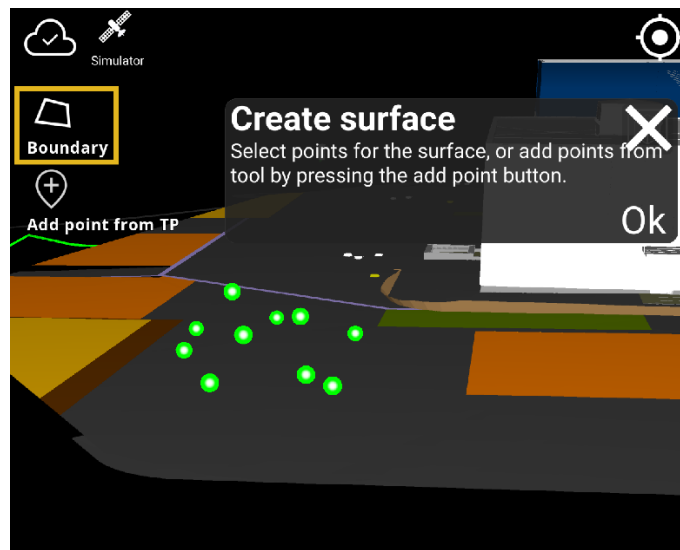 Simulator
Boundary
Create surface
Select points for the surface, or add points from
tool by pressing the add point button.
Add point from TP
Ok